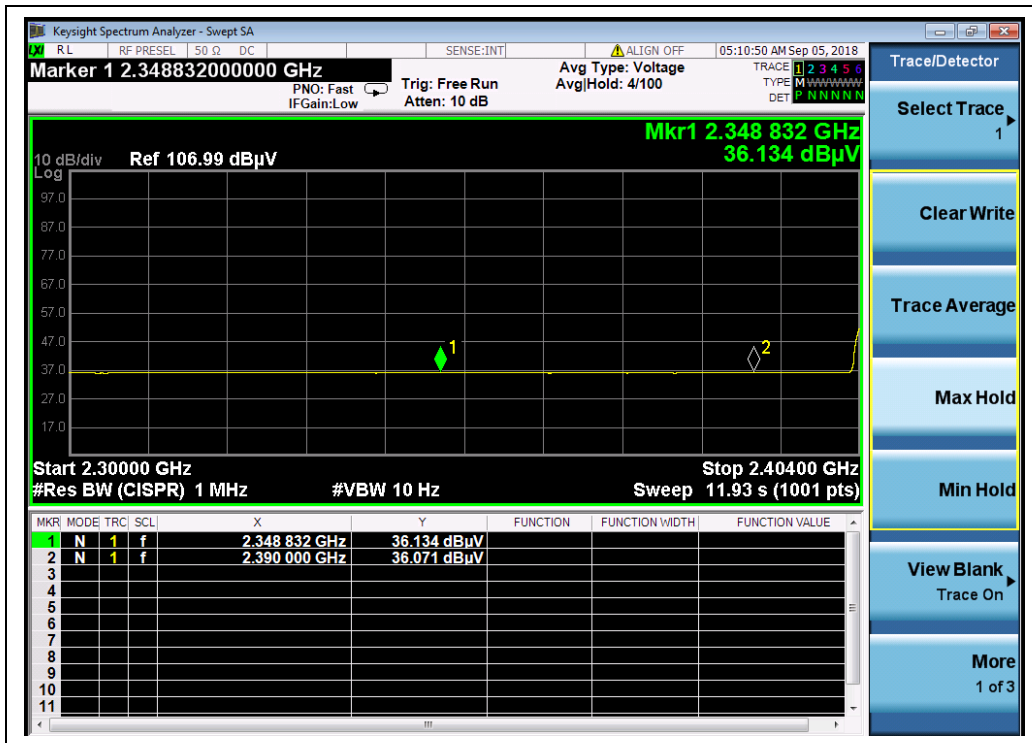 Keysight Spectrum Analyzer - Swept SA
LXI RL RF PRESEL 50 Ω DC SENSE:INT ALIGN OFF 05:10:50 AM Sep 05, 2018
Marker 1 2.348832000000 GHz
PNO: Fast
IFGain:Low
Trig: Free Run
Atten: 10 dB
Avg Type: Voltage
Avg|Hold: 4/100
TRACE 1 2 3 4 5 6
TYPE M WWWWW
DET P N N N N N
Mkr1 2.348 832 GHz
36.134 dBµV
10 dB/div Ref 106.99 dBµV
Log
97.0
87.0
77.0
67.0
57.0
47.0
37.0
27.0
17.0
1
2
Start 2.30000 GHz Stop 2.40400 GHz
#Res BW (CISPR) 1 MHz #VBW 10 Hz Sweep 11.93 s (1001 pts)
MKR MODE TRC SCL X Y FUNCTION FUNCTION WIDTH FUNCTION VALUE
1 N 1 f 2.348 832 GHz 36.134 dBµV
2 N 1 f 2.390 000 GHz 36.071 dBµV
3
4
5
6
7
8
9
10
11
Trace/Detector
Select Trace
1
Clear Write
Trace Average
Max Hold
Min Hold
View Blank
Trace On
More
1 of 3